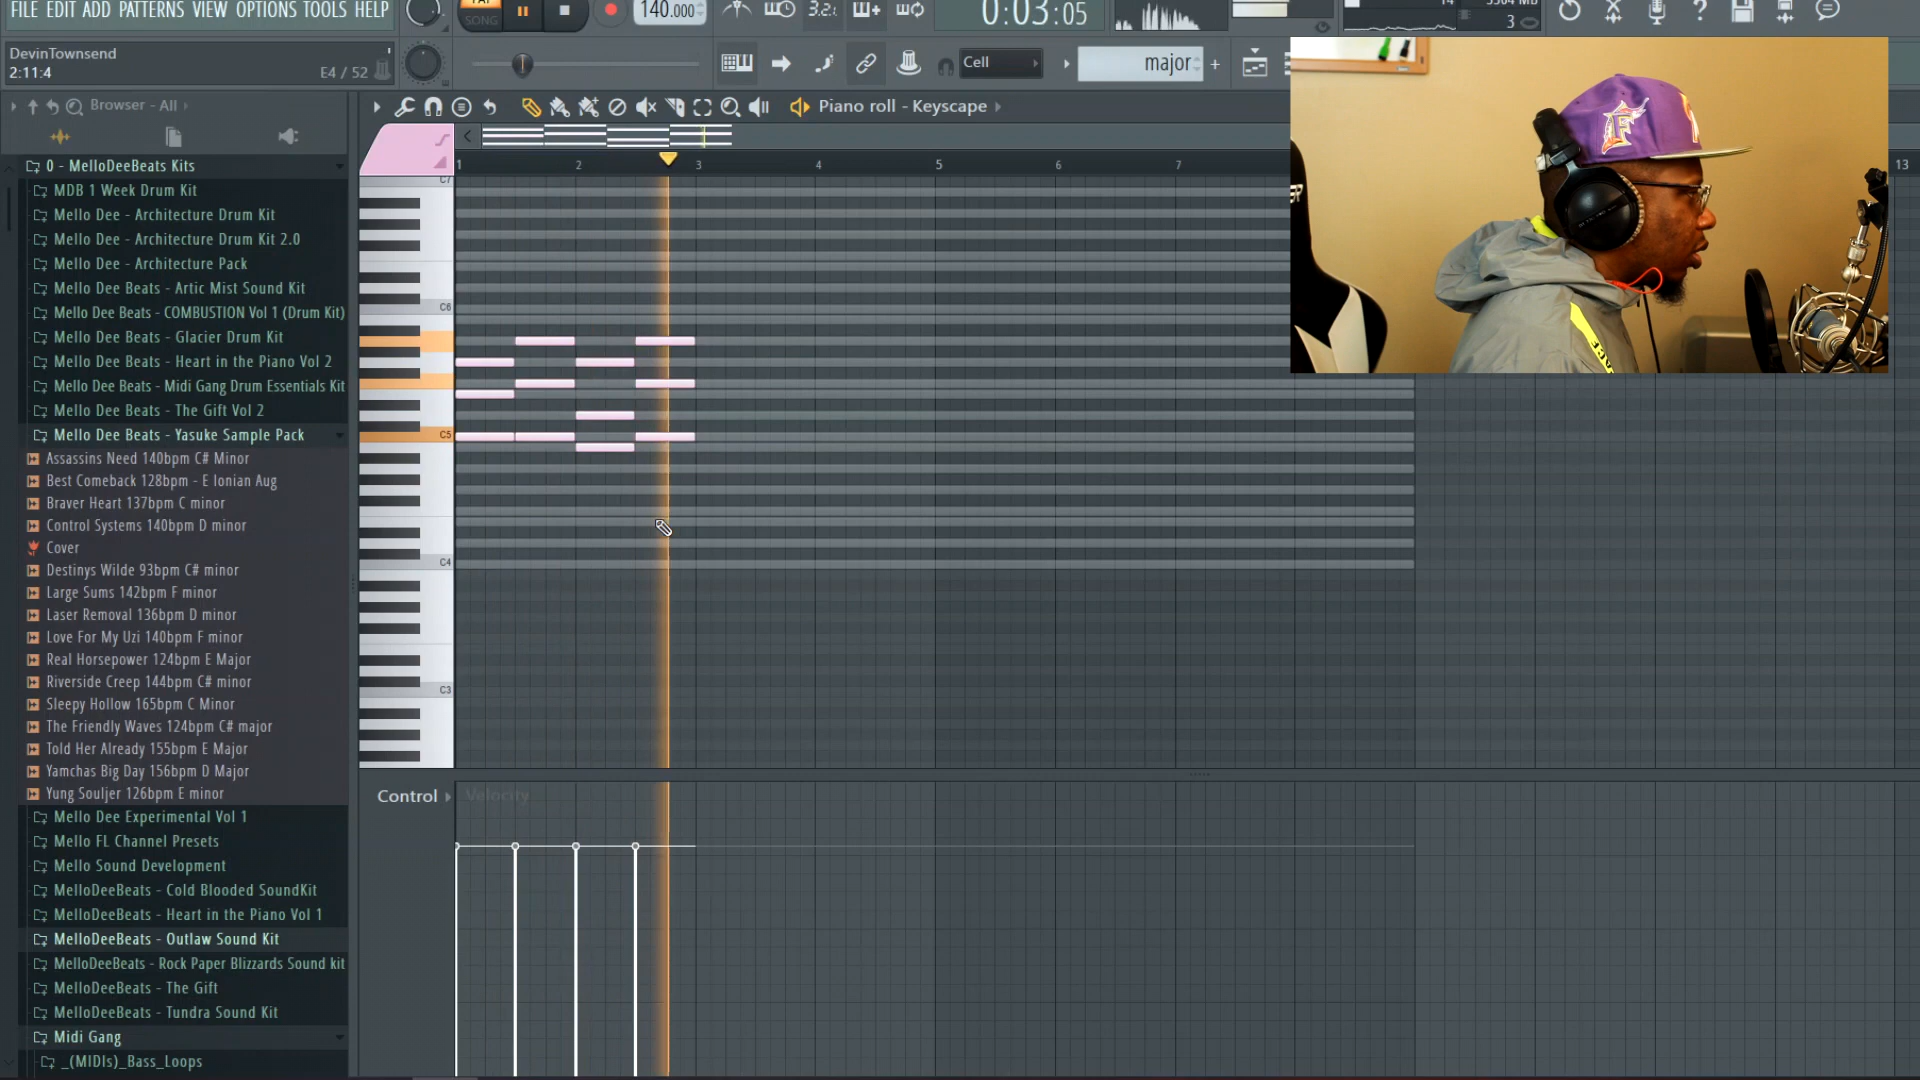 FILE EDIT ADD PATTERNS VIEW OPTIONS TOOLS HELP
SONG
140.000
3.2
0:03:05
14
3
DevinTownsend
2:11:4
E4 / 52
Cell
major
Browser - All
Piano roll - Keyscape
0 - MelloDeeBeats Kits
MDB 1 Week Drum Kit
Mello Dee - Architecture Drum Kit
Mello Dee - Architecture Drum Kit 2.0
Mello Dee - Architecture Pack
Mello Dee Beats - Artic Mist Sound Kit
Mello Dee Beats - COMBUSTION Vol 1 (Drum Kit)
Mello Dee Beats - Glacier Drum Kit
Mello Dee Beats - Heart in the Piano Vol 2
Mello Dee Beats - Midi Gang Drum Essentials Kit
Mello Dee Beats - The Gift Vol 2
Mello Dee Beats - Yasuke Sample Pack
Assassins Need 140bpm C# Minor
Best Comeback 128bpm - E Ionian Aug
Braver Heart 137bpm C minor
Control Systems 140bpm D minor
Cover
Destinys Wilde 93bpm C# minor
Large Sums 142bpm F minor
Laser Removal 136bpm D minor
Love For My Uzi 140bpm F minor
Real Horsepower 124bpm E Major
Riverside Creep 144bpm C# minor
Sleepy Hollow 165bpm C Minor
The Friendly Waves 124bpm C# major
Told Her Already 155bpm E Major
Yamchas Big Day 156bpm D Major
Yung Souljer 126bpm E minor
Mello Dee Experimental Vol 1
Mello FL Channel Presets
Mello Sound Development
MelloDeeBeats - Cold Blooded SoundKit
MelloDeeBeats - Heart in the Piano Vol 1
MelloDeeBeats - Outlaw Sound Kit
MelloDeeBeats - Rock Paper Blizzards Sound kit
MelloDeeBeats - The Gift
MelloDeeBeats - Tundra Sound Kit
Midi Gang
_(MIDIs)_Bass_Loops
1 2 3 4 5 6 7 13
C7
C6
C5
C4
C3
Control
Velocity
F